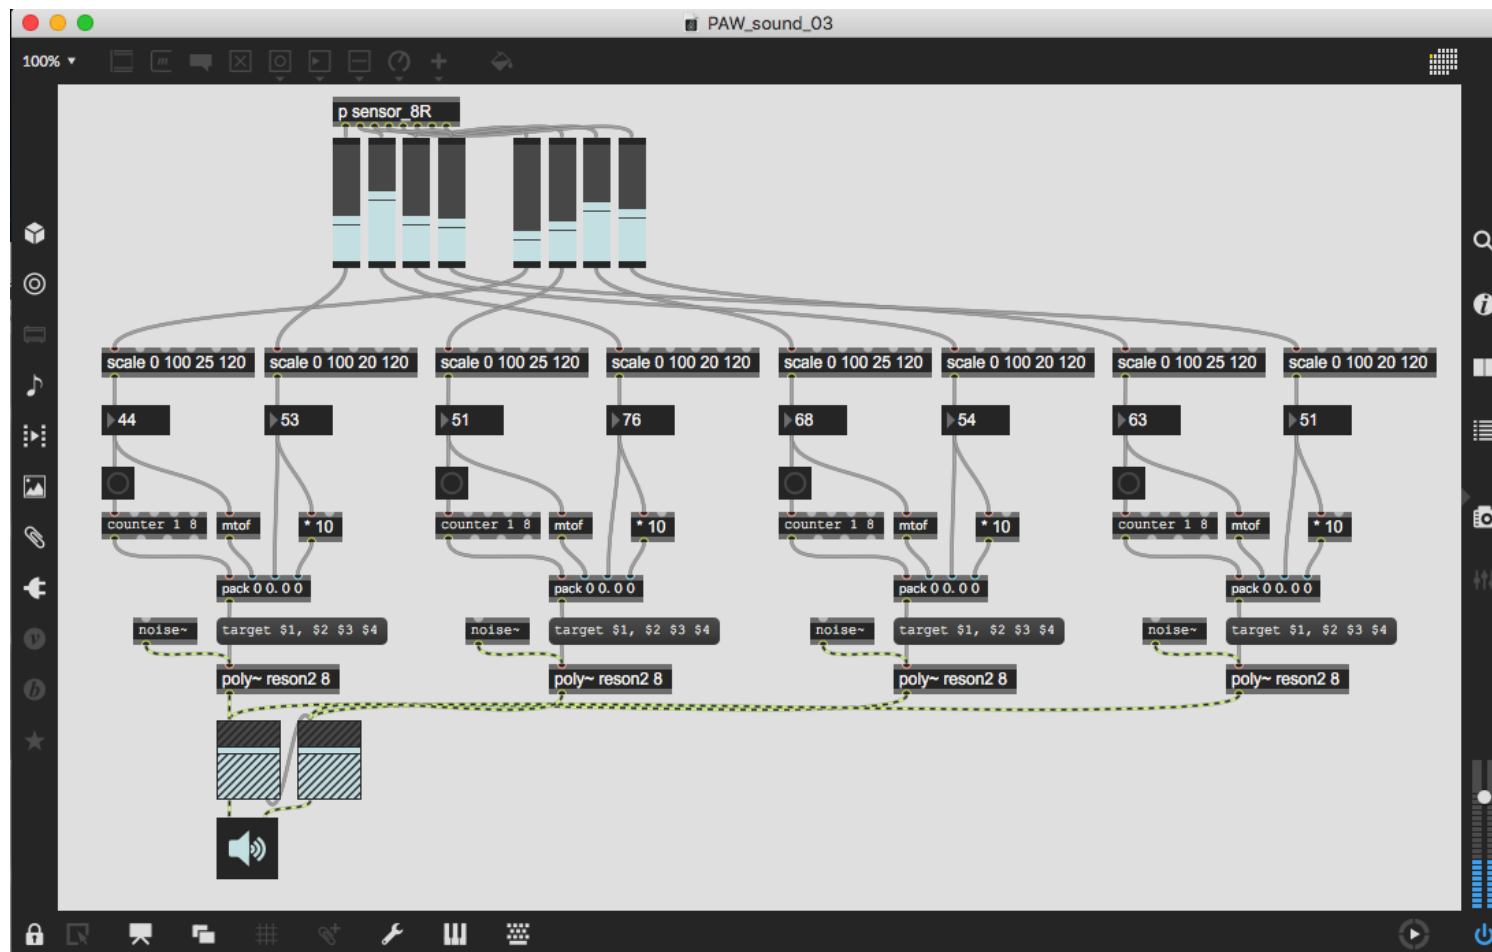 PAW_sound_03
100%
p sensor_8R
scale 0 100 25 120
scale 0 100 20 120
scale 0 100 25 120
scale 0 100 20 120
scale 0 100 25 120
scale 0 100 20 120
scale 0 100 25 120
scale 0 100 20 120
44
53
51
76
68
54
63
51
counter 1 8
mtof
* 10
counter 1 8
mtof
* 10
counter 1 8
mtof
* 10
counter 1 8
mtof
* 10
pack 0 0. 0 0
pack 0 0. 0 0
pack 0 0. 0 0
pack 0 0. 0 0
noise~
target $1, $2 $3 $4
noise~
target $1, $2 $3 $4
noise~
target $1, $2 $3 $4
noise~
target $1, $2 $3 $4
poly~ reson2 8
poly~ reson2 8
poly~ reson2 8
poly~ reson2 8